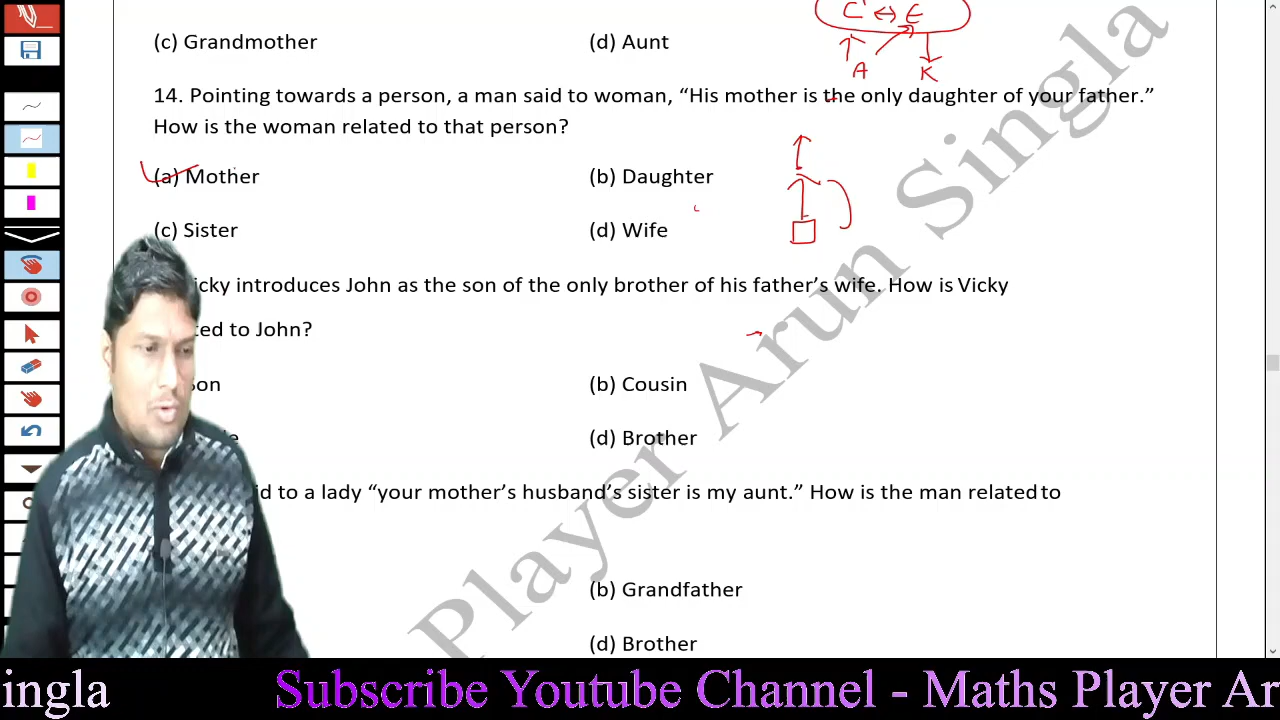 C ↔ E
(c) Grandmother (d) Aunt
A K
14. Pointing towards a person, a man said to woman, “His mother is the only daughter of your father.”
How is the woman related to that person?
(a) Mother (b) Daughter
(c) Sister (d) Wife
icky introduces John as the son of the only brother of his father’s wife. How is Vicky
ted to John?
son (b) Cousin
(d) Brother
id to a lady “your mother’s husband’s sister is my aunt.” How is the man related to
(b) Grandfather
(d) Brother
Player Arun Singla
ingla Subscribe Youtube Channel - Maths Player Ar